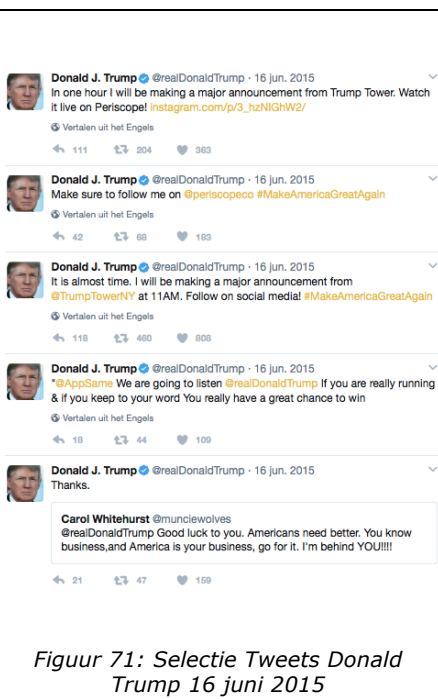 Donald J. Trump @realDonaldTrump · 16 jun. 2015
In one hour I will be making a major announcement from Trump Tower. Watch
it live on Periscope! instagram.com/p/3_hzNIGhW2/
Vertalen uit het Engels
111 204 363
Donald J. Trump @realDonaldTrump · 16 jun. 2015
Make sure to follow me on @periscopeco #MakeAmericaGreatAgain
Vertalen uit het Engels
42 68 183
Donald J. Trump @realDonaldTrump · 16 jun. 2015
It is almost time. I will be making a major announcement from
@TrumpTowerNY at 11AM. Follow on social media! #MakeAmericaGreatAgain
Vertalen uit het Engels
118 460 808
Donald J. Trump @realDonaldTrump · 16 jun. 2015
"@AppSame We are going to listen @realDonaldTrump If you are really running
& if you keep to your word You really have a great chance to win
Vertalen uit het Engels
18 44 109
Donald J. Trump @realDonaldTrump · 16 jun. 2015
Thanks.
Carol Whitehurst @munciewolves
@realDonaldTrump Good luck to you. Americans need better. You know
business,and America is your business, go for it. I'm behind YOU!!!!
21 47 159
Figuur 71: Selectie Tweets Donald
Trump 16 juni 2015